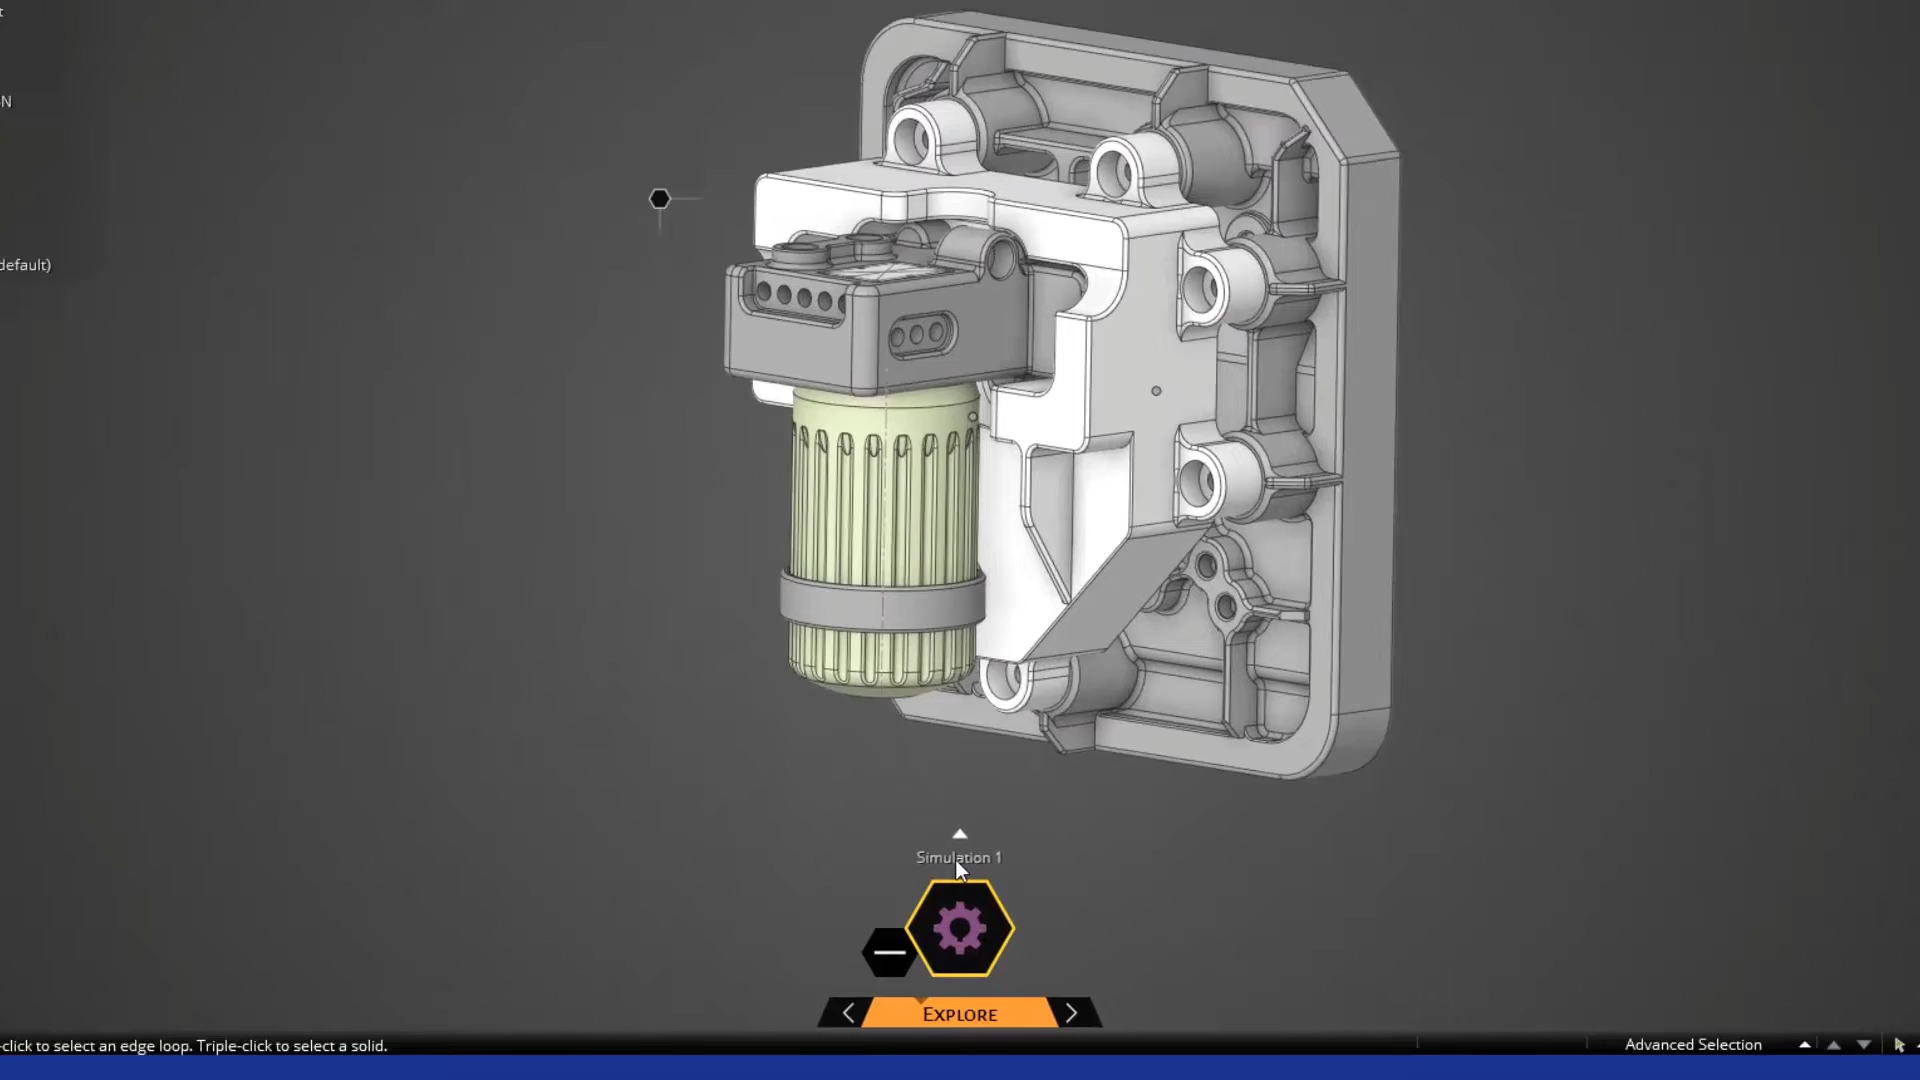 t
N
default)
Simulation 1
EXPLORE
-click to select an edge loop. Triple-click to select a solid.
Advanced Selection